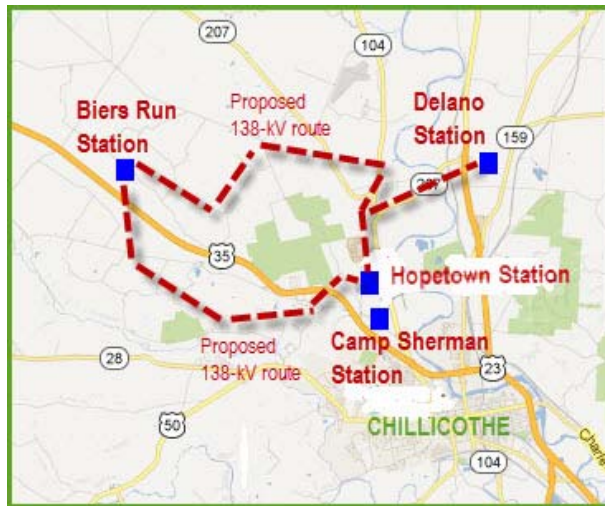 207
104
Biers Run
Station
Proposed
138-kV route
Delano
Station
159
207
35
Hopetown Station
Camp Sherman
Station
Proposed
138-kV route
28
23
50
CHILLICOTHE
104